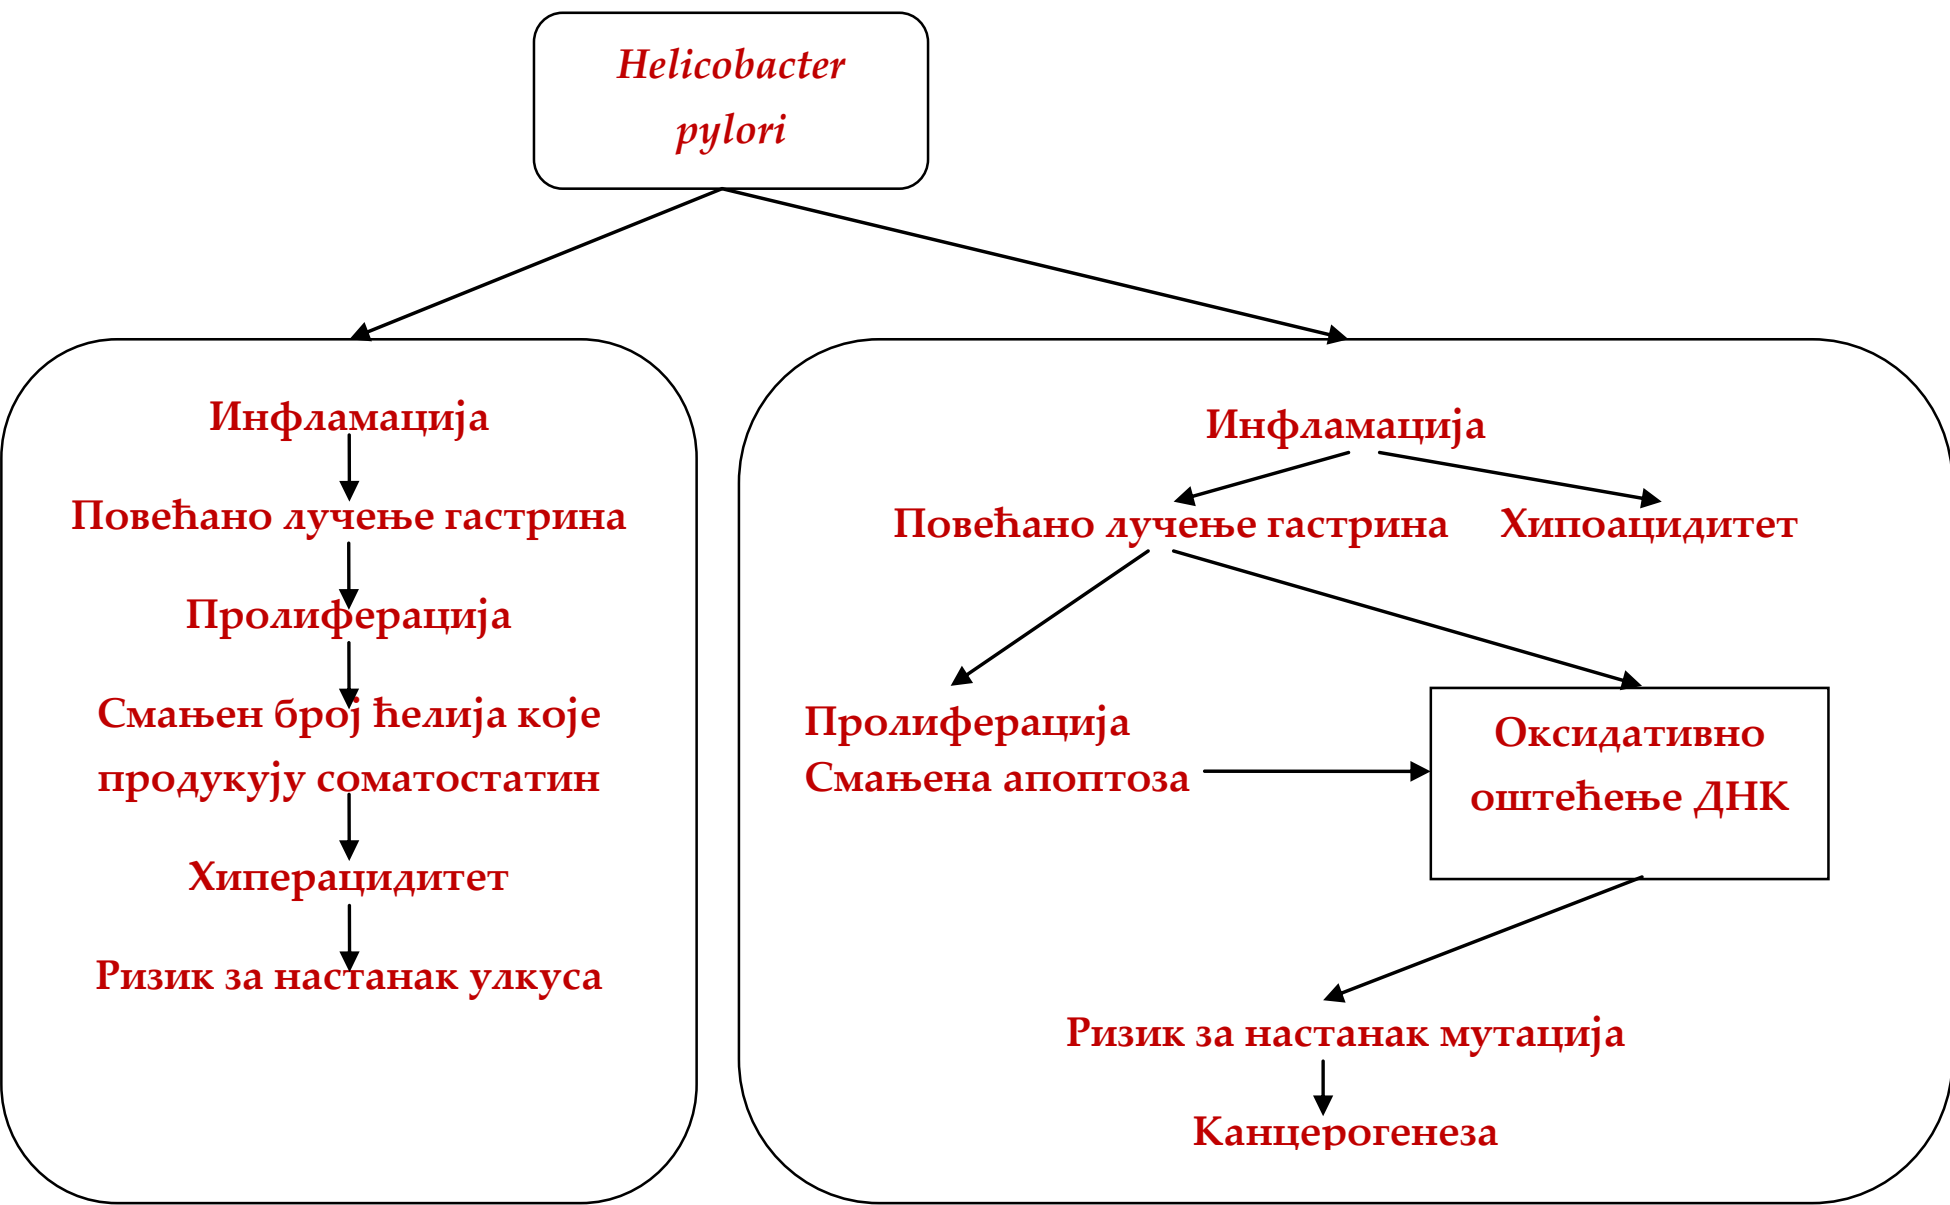 Helicobacter
pylori
Инфламација
Повећано лучење гастрина
Пролиферација
Смањен број ћелија које
продукују соматостатин
Хиперацидитет
Ризик за настанак улкуса
Инфламација
Повећано лучење гастрина
Хипоацидитет
Пролиферација
Смањена апоптоза
Оксидативно
оштећење ДНК
Ризик за настанак мутација
Канцерогенеза